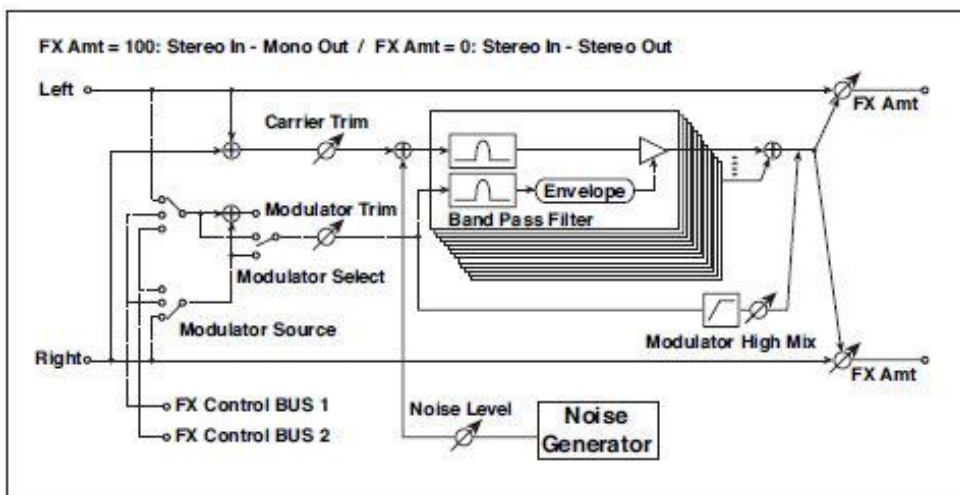 FX Amt = 100: Stereo In - Mono Out / FX Amt = 0: Stereo In - Stereo Out
Left
FX Amt
Carrier Trim
Envelope
Modulator Trim
Band Pass Filter
Modulator Select
Modulator Source
Modulator High Mix
Right
FX Amt
FX Control BUS 1
Noise Level
Noise
Generator
FX Control BUS 2